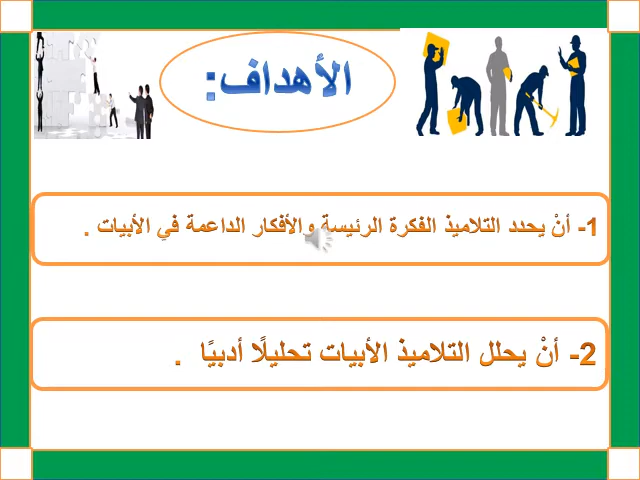 الأهداف:
1- أنْ يحدد التلاميذ الفكرة الرئيسة والأفكار الداعمة في الأبيات .
2- أنْ يحلل التلاميذ الأبيات تحليلًا أدبيًا .